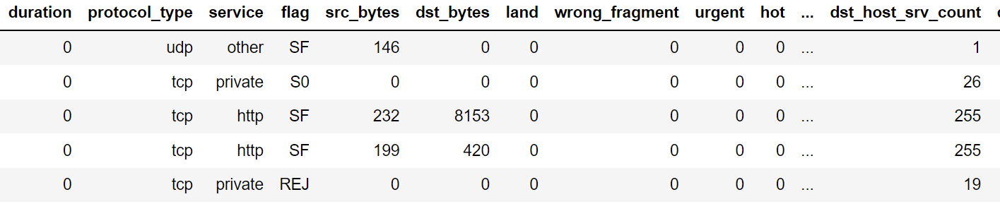 duration protocol_type service flag src_bytes dst_bytes land wrong_fragment urgent hot ... dst_host_srv_count
0 udp other SF 146 0 0 0 0 0 ... 1
0 tcp private S0 0 0 0 0 0 0 ... 26
0 tcp http SF 232 8153 0 0 0 0 ... 255
0 tcp http SF 199 420 0 0 0 0 ... 255
0 tcp private REJ 0 0 0 0 0 0 ... 19